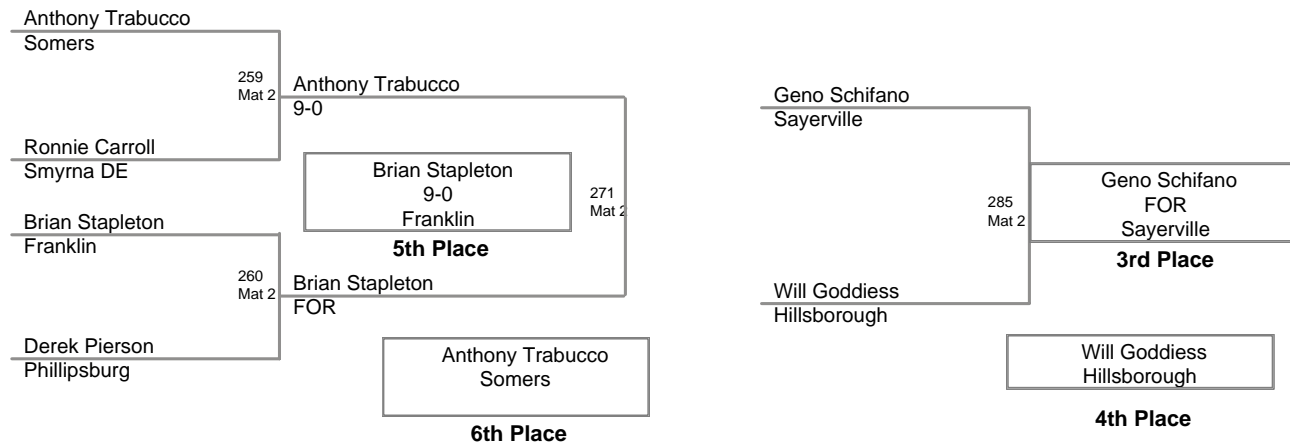 Anthony Trabucco
Somers
259
Mat 2
Anthony Trabucco
9-0
Ronnie Carroll
Smyrna DE
Brian Stapleton
9-0
Franklin
5th Place
271
Mat 2
Brian Stapleton
Franklin
260
Mat 2
Brian Stapleton
FOR
Derek Pierson
Phillipsburg
Anthony Trabucco
Somers
6th Place
Geno Schifano
Sayerville
285
Mat 2
Geno Schifano
FOR
Sayerville
3rd Place
Will Goddiess
Hillsborough
Will Goddiess
Hillsborough
4th Place